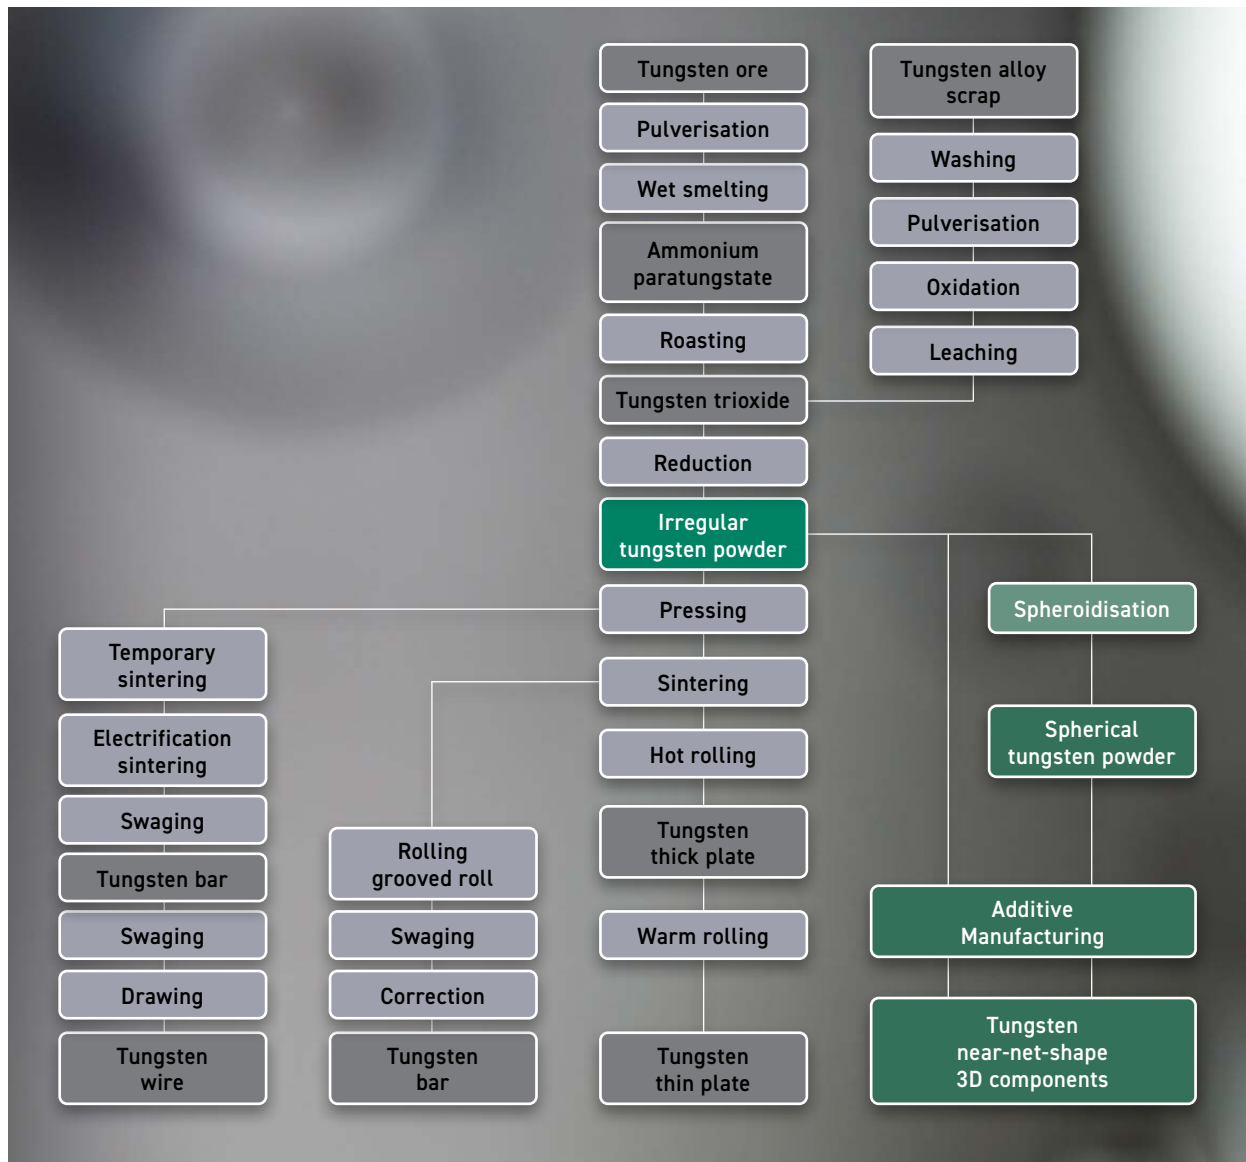 Tungsten ore
Pulverisation
Wet smelting
Ammonium
paratungstate
Roasting
Tungsten trioxide
Reduction
Irregular
tungsten powder
Tungsten alloy
scrap
Washing
Pulverisation
Oxidation
Leaching
Pressing
Sintering
Hot rolling
Tungsten
thick plate
Warm rolling
Tungsten
thin plate
Temporary
sintering
Electrification
sintering
Swaging
Tungsten bar
Swaging
Drawing
Tungsten
wire
Rolling
grooved roll
Swaging
Correction
Tungsten
bar
Spheroidisation
Spherical
tungsten powder
Additive
Manufacturing
Tungsten
near-net-shape
3D components